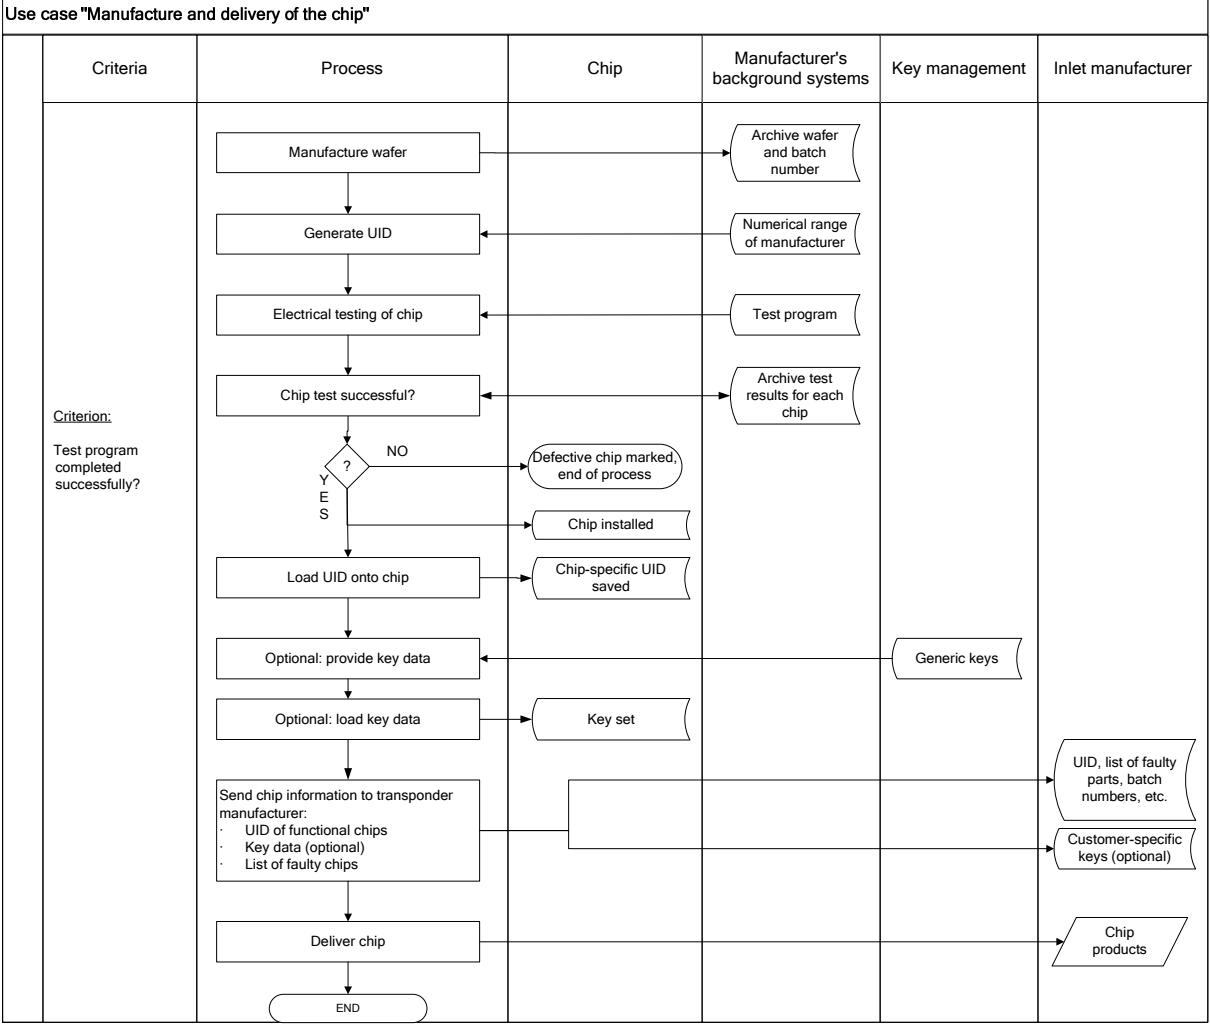 Use case "Manufacture and delivery of the chip"
Criteria
Process
Chip
Manufacturer's
background systems
Key management
Inlet manufacturer
Manufacture wafer
Archive wafer
and batch
number
Generate UID
Numerical range
of manufacturer
Electrical testing of chip
Test program
Chip test successful?
Archive test
results for each
chip
Criterion:
Test program
completed
successfully?
?
NO
Y
E
S
Defective chip marked,
end of process
Chip installed
Load UID onto chip
Chip-specific UID
saved
Optional: provide key data
Generic keys
Optional: load key data
Key set
Send chip information to transponder
manufacturer:
· UID of functional chips
· Key data (optional)
· List of faulty chips
UID, list of faulty
parts, batch
numbers, etc.
Customer-specific
keys (optional)
Deliver chip
Chip
products
END